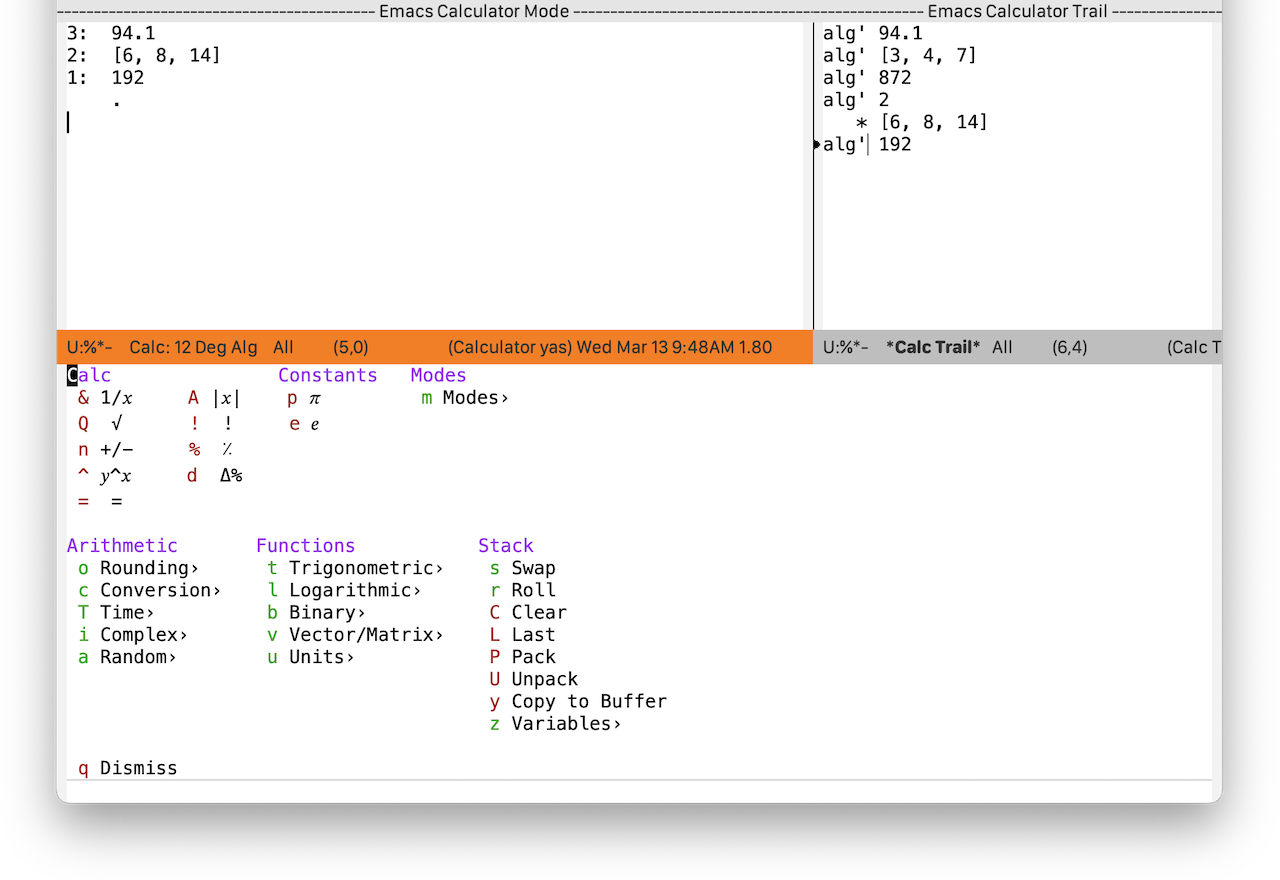 Emacs Calculator Mode Emacs Calculator Trail
3: 94.1
2: [6, 8, 14]
1: 192
.
alg' 94.1
alg' [3, 4, 7]
alg' 872
alg' 2
* [6, 8, 14]
alg' 192
U:%*- Calc: 12 Deg Alg All (5,0) (Calculator yas) Wed Mar 13 9:48AM 1.80
U:%*- *Calc Trail* All (6,4) (Calc T
Calc Constants Modes
& 1/x A |x| p π m Modes›
Q √ ! ! e e
n +/− % ٪
^ y^x d Δ%
= =
Arithmetic Functions Stack
o Rounding› t Trigonometric› s Swap
c Conversion› l Logarithmic› r Roll
T Time› b Binary› C Clear
i Complex› v Vector/Matrix› L Last
a Random› u Units› P Pack
U Unpack
y Copy to Buffer
z Variables›
q Dismiss